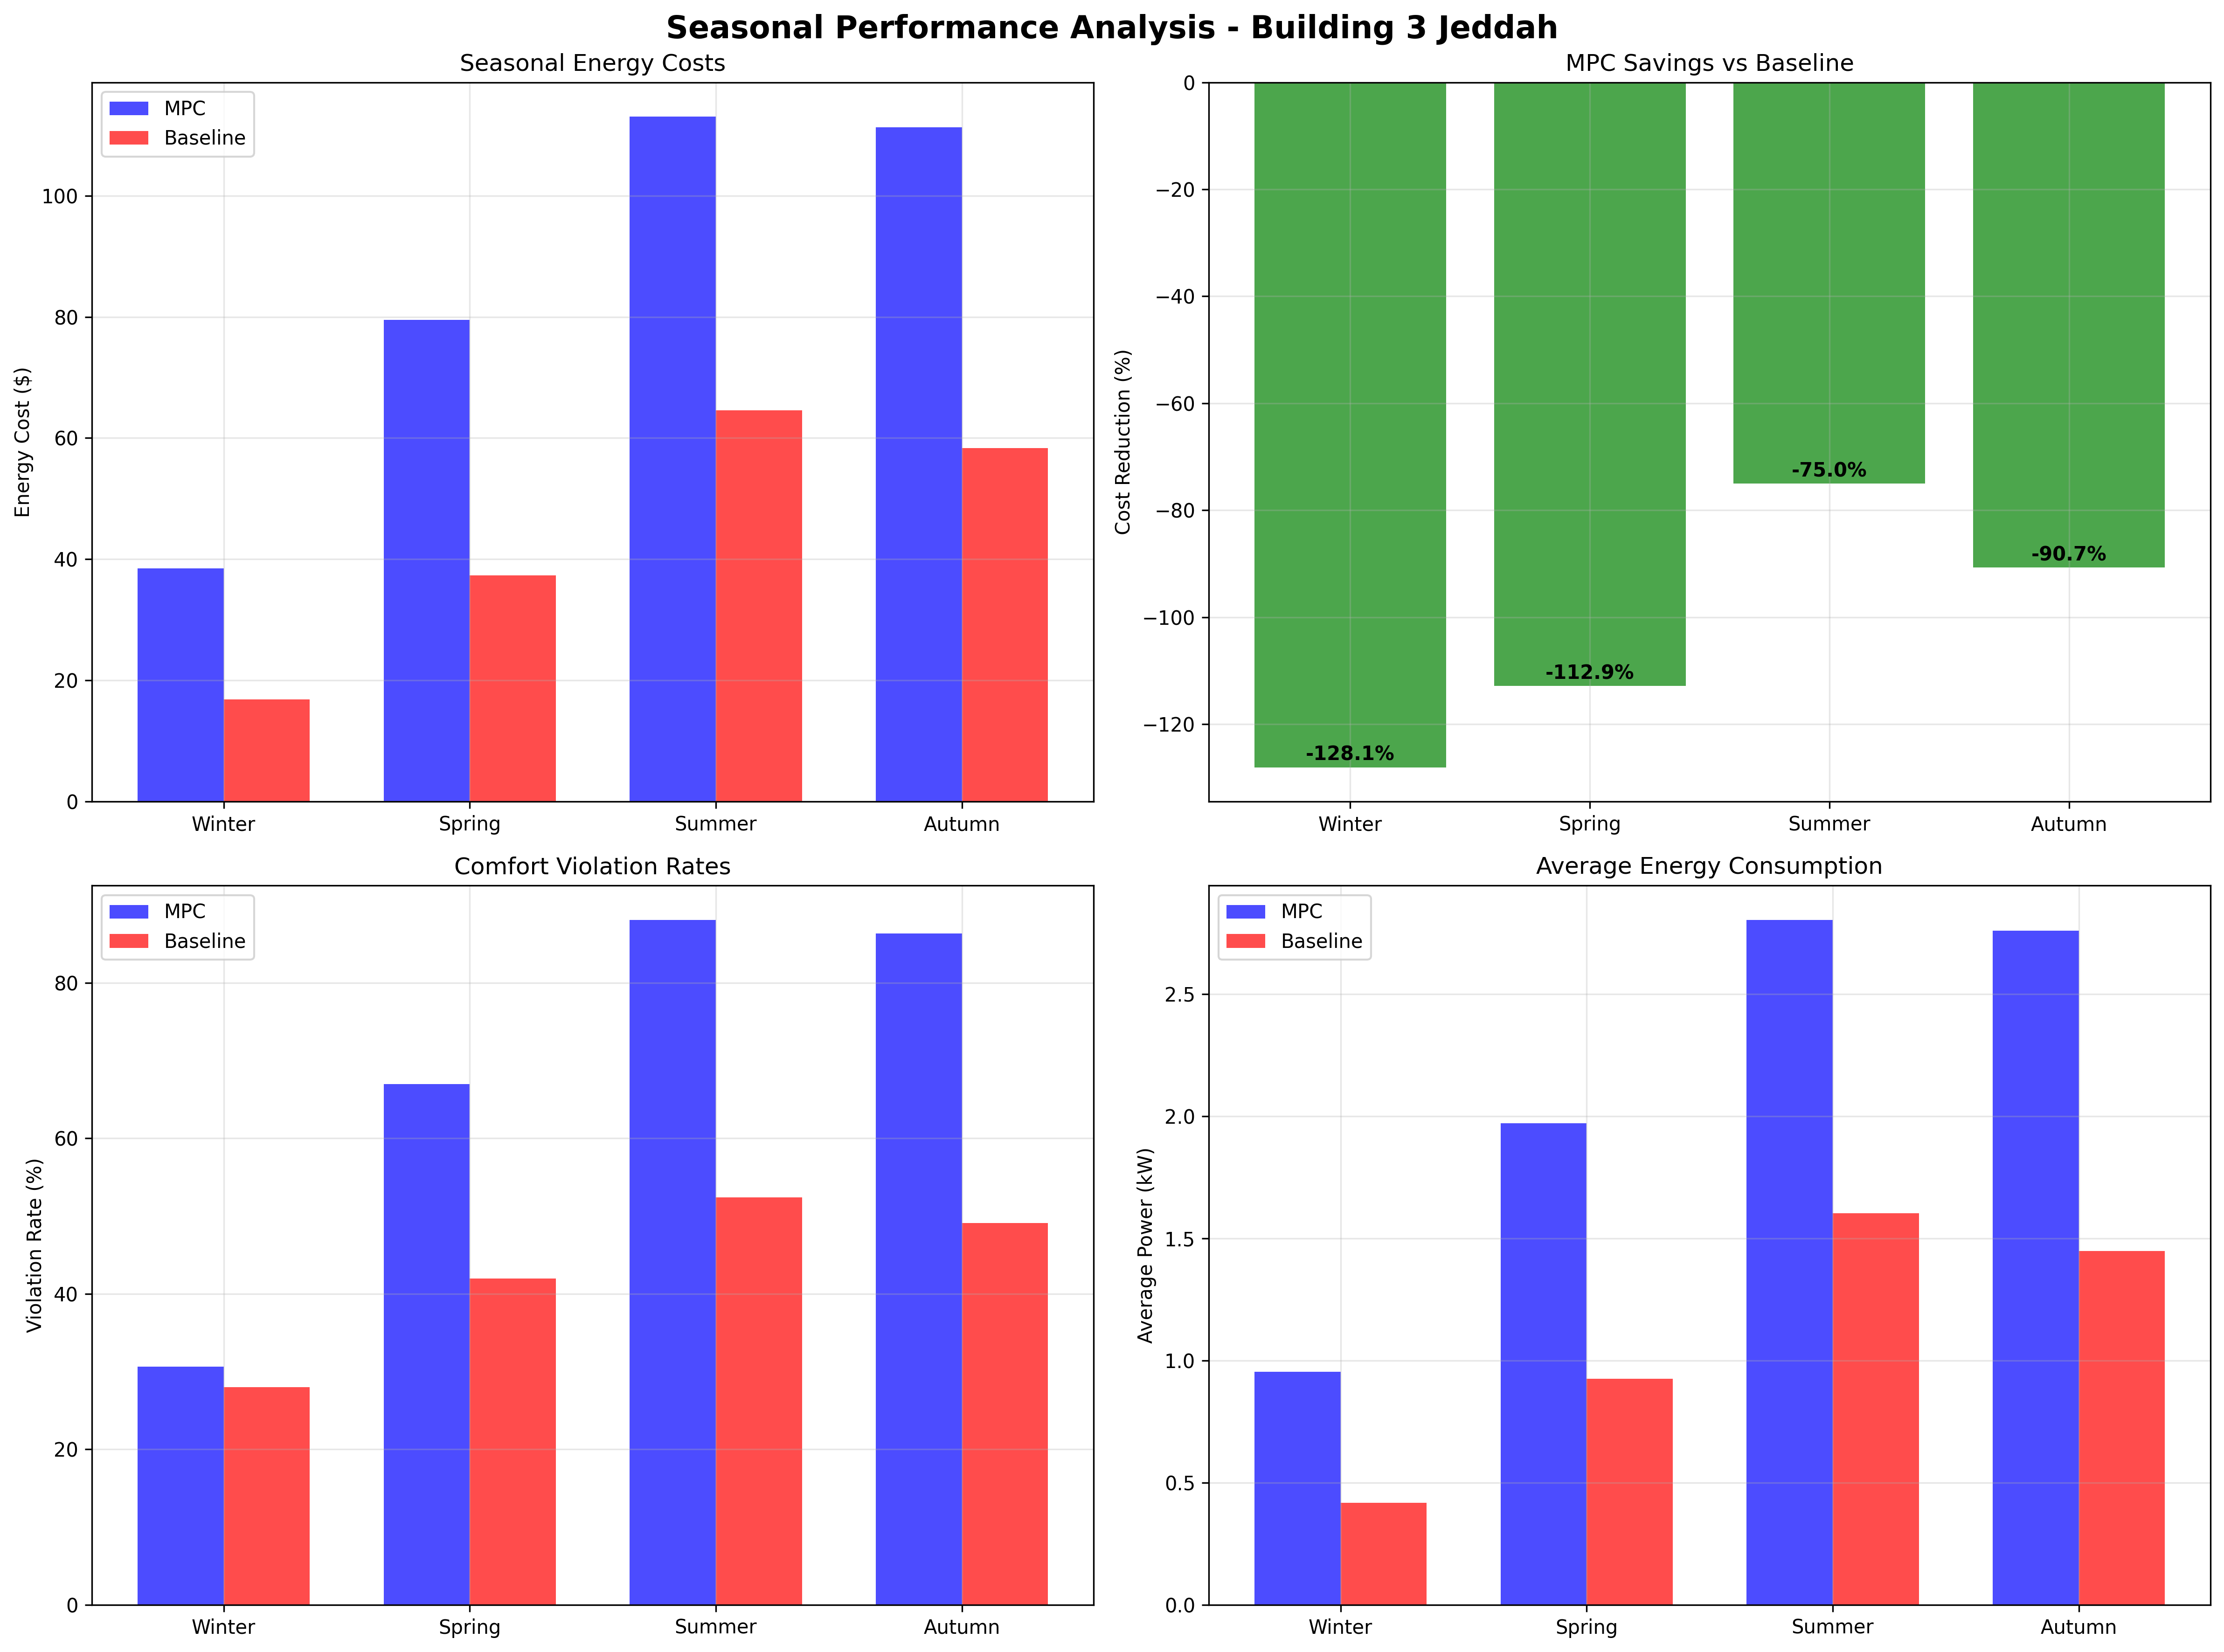 Seasonal Performance Analysis - Building 3 Jeddah
Seasonal Energy Costs
MPC
Baseline
Energy Cost ($)
100
80
60
40
20
0
Winter
Spring
Summer
Autumn
MPC Savings vs Baseline
Cost Reduction (%)
0
−20
−40
−60
−80
−100
−120
-128.1%
-112.9%
-75.0%
-90.7%
Winter
Spring
Summer
Autumn
Comfort Violation Rates
MPC
Baseline
Violation Rate (%)
80
60
40
20
0
Winter
Spring
Summer
Autumn
Average Energy Consumption
MPC
Baseline
Average Power (kW)
2.5
2.0
1.5
1.0
0.5
0.0
Winter
Spring
Summer
Autumn